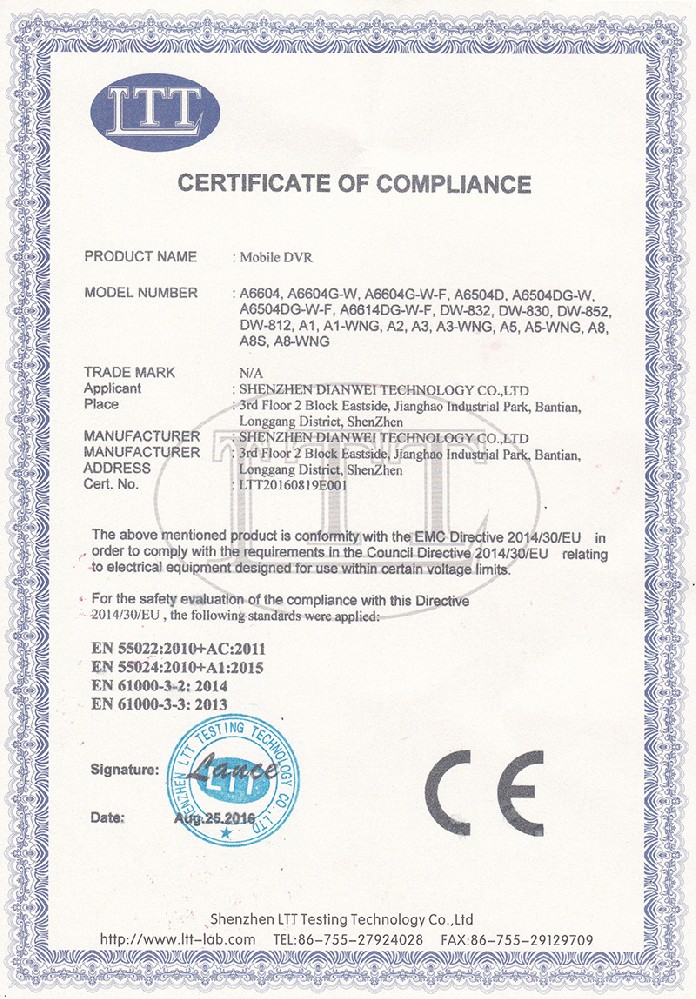 LTT
CERTIFICATE OF COMPLIANCE
PRODUCT NAME : Mobile DVR
MODEL NUMBER : A6604, A6604G-W, A6604G-W-F, A6504D, A6504DG-W,
A6504DG-W-F, A6614DG-W-F, DW-832, DW-830, DW-852,
DW-812, A1, A1-WNG, A2, A3, A3-WNG, A5, A5-WNG, A8,
A8S, A8-WNG
TRADE MARK N/A
Applicant : SHENZHEN DIANWEI TECHNOLOGY CO.,LTD
Place : 3rd Floor 2 Block Eastside, Jianghao Industrial Park, Bantian,
Longgang District, ShenZhen
MANUFACTURER : SHENZHEN DIANWEI TECHNOLOGY CO.,LTD
MANUFACTURER : 3rd Floor 2 Block Eastside, Jianghao Industrial Park, Bantian,
ADDRESS Longgang District, ShenZhen
Cert. No. : LTT20160819E001
LTT
The above mentioned product is conformity with the EMC Directive 2014/30/EU in
order to comply with the requirements in the Council Directive 2014/30/EU relating
to electrical equipment designed for use within certain voltage limits.
For the safety evaluation of the compliance with this Directive
2014/30/EU , the following standards were applied:
EN 55022:2010+AC:2011
EN 55024:2010+A1:2015
EN 61000-3-2: 2014
EN 61000-3-3: 2013
SHENZHEN LTT TESTING TECHNOLOGY CO.,LTD
LTT
Signature: Lance
Date: Aug.25.2016
CE
Shenzhen LTT Testing Technology Co.,Ltd
http://www.ltt-lab.com TEL:86-755-27924028 FAX:86-755-29129709